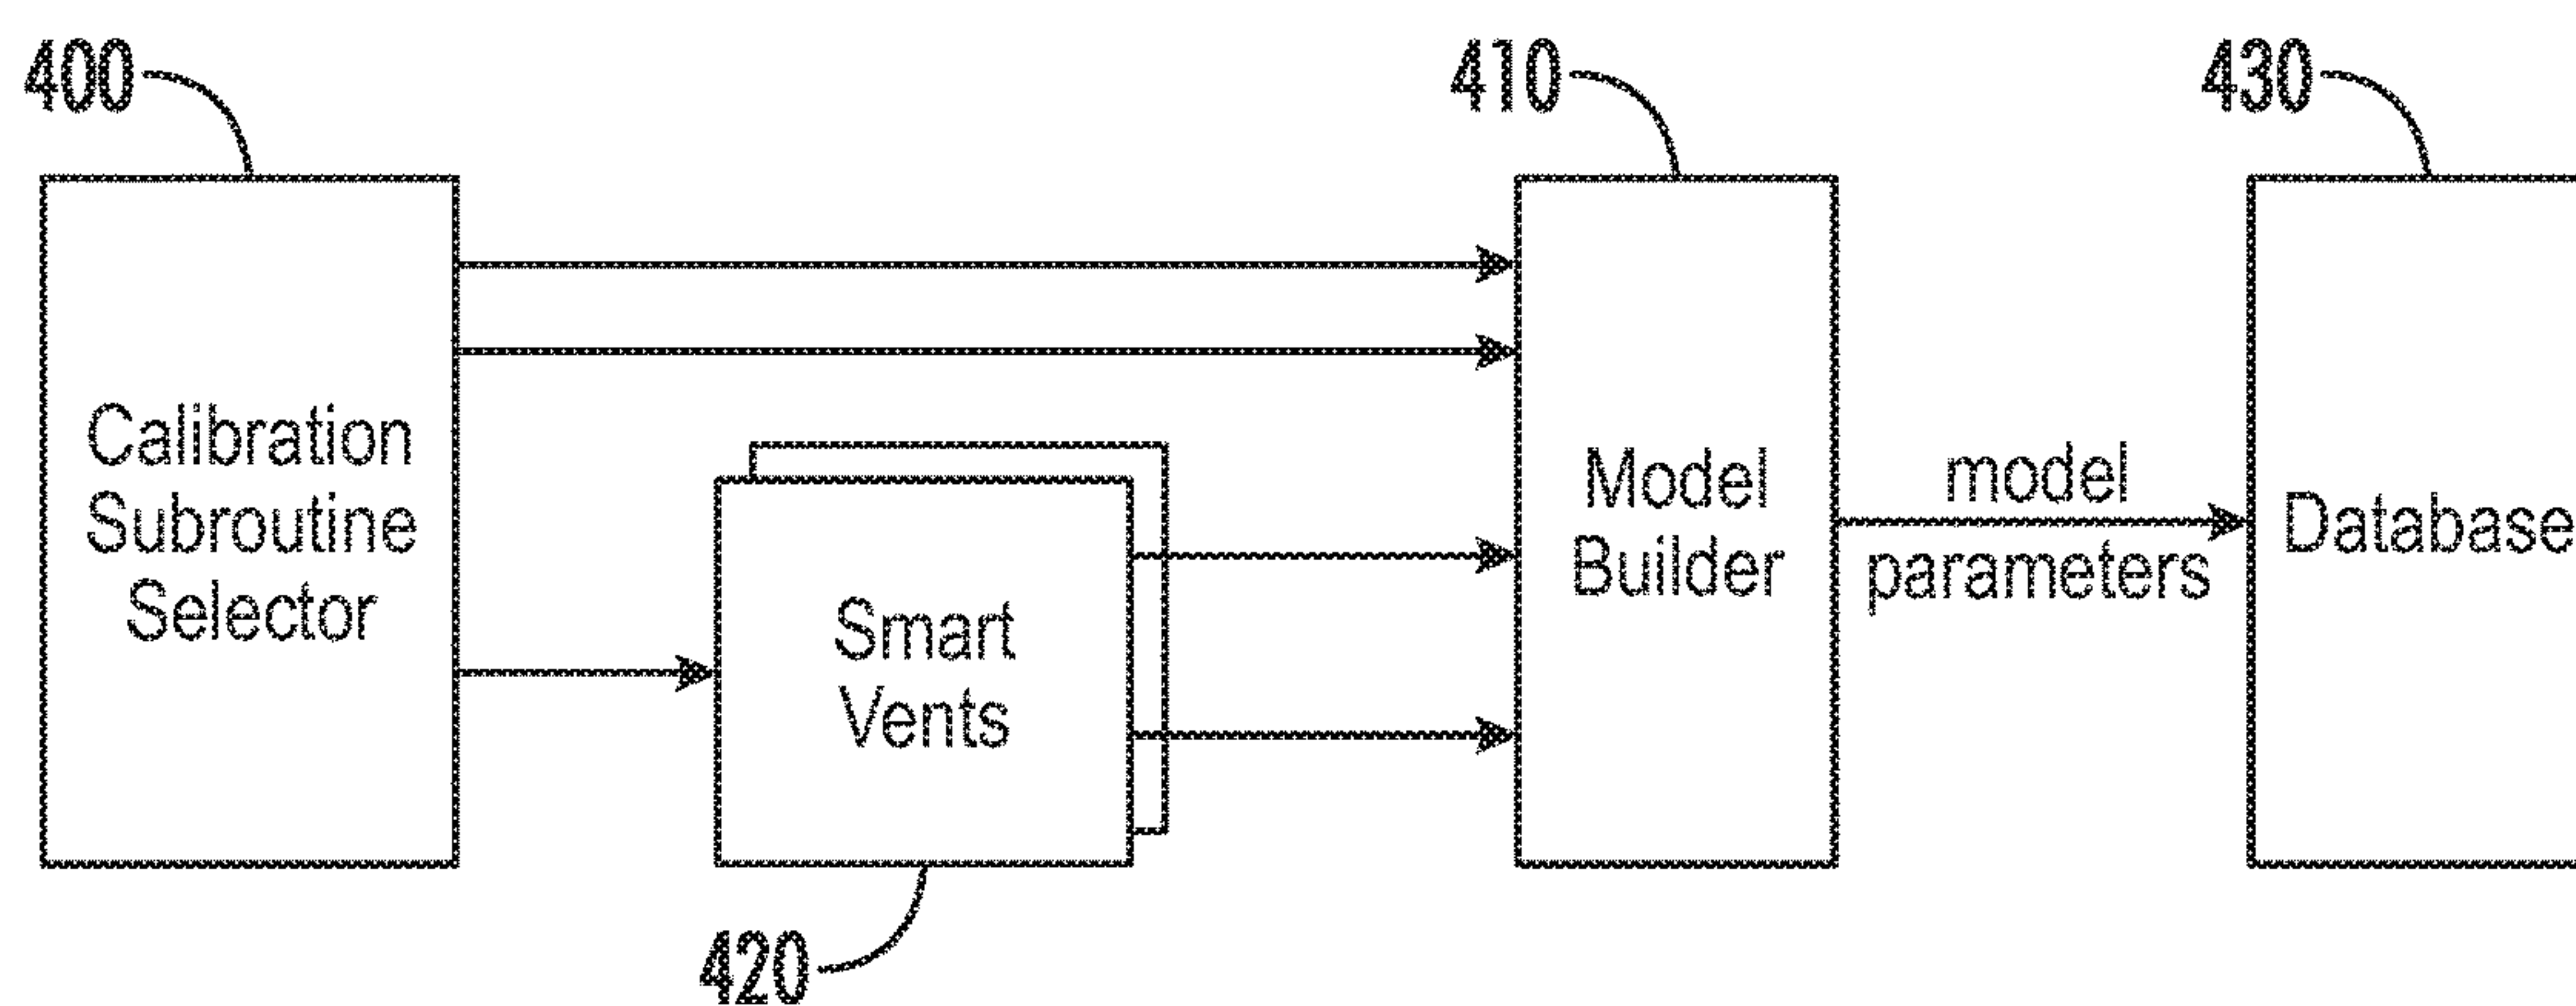 400
410
430
Calibration
Subroutine
Selector
Smart
Vents
Model
Builder
model
parameters
Database
420